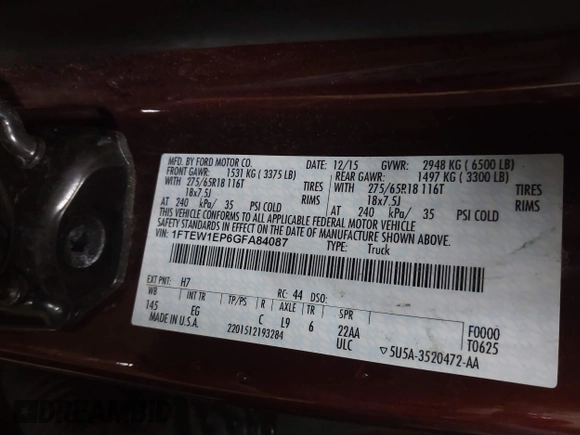 MFD. BY FORD MOTOR CO. DATE: 12/15 GVWR: 2948 KG ( 6500 LB)
FRONT GAWR: 1531 KG ( 3375 LB) REAR GAWR: 1497 KG ( 3300 LB)
WITH 275/65R18 116T TIRES WITH 275/65R18 116T TIRES
18x7.5J RIMS 18x7.5J RIMS
AT 240 kPa/ 35 PSI COLD AT 240 kPa/ 35 PSI COLD
THIS VEHICLE CONFORMS TO ALL APPLICABLE FEDERAL MOTOR VEHICLE
SAFETY STANDARDS IN EFFECT ON THE DATE OF MANUFACTURE SHOWN ABOVE.
VIN: 1FTEW1EP6GFA84087 TYPE: Truck
EXT PNT: H7 RC: 44 DSO:
WB INT TR TP/PS R AXLE TR SPR F0000
145 EG C L9 6 22AA T0625
MADE IN U.S.A. 2201512193284 ULC ▽5U5A-3520472-AA
DREAMBID